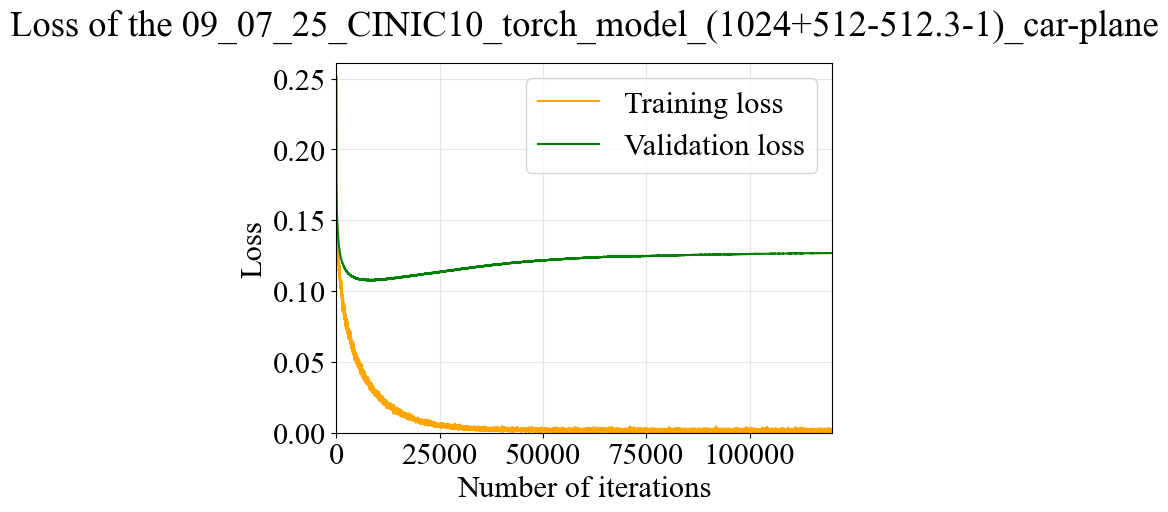 Loss of the 09_07_25_CINIC10_torch_model_(1024+512-512.3-1)_car-plane
0.25
0.20
0.15
0.10
0.05
0.00
Loss
Training loss
Validation loss
0 25000 50000 75000 100000
Number of iterations